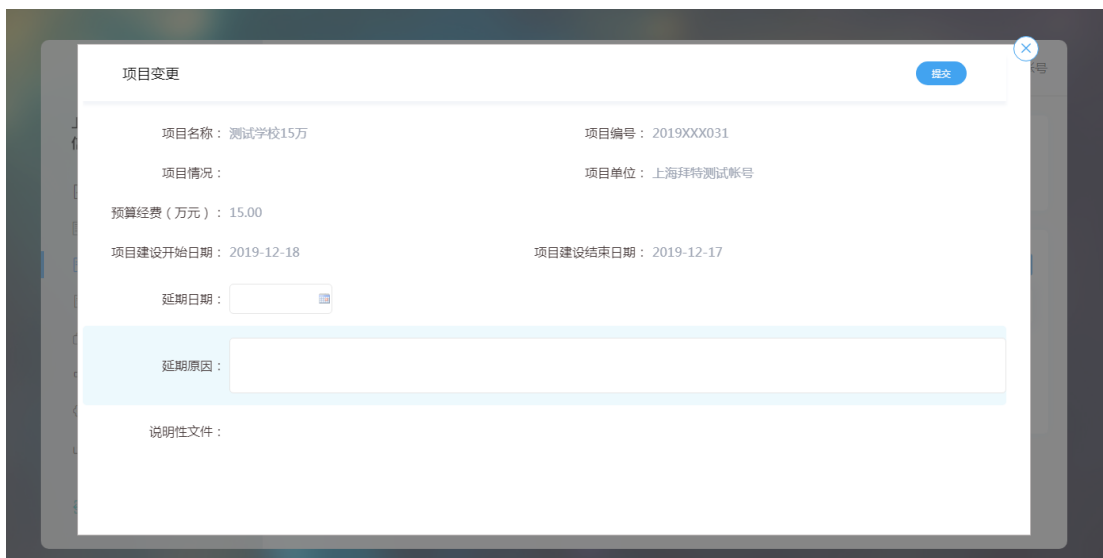 项目变更
提交
项目名称： 测试学校15万
项目编号： 2019XXX031
项目情况：
项目单位： 上海拜特测试帐号
预算经费（万元）： 15.00
项目建设开始日期： 2019-12-18
项目建设结束日期： 2019-12-17
延期日期：
延期原因：
说明性文件：